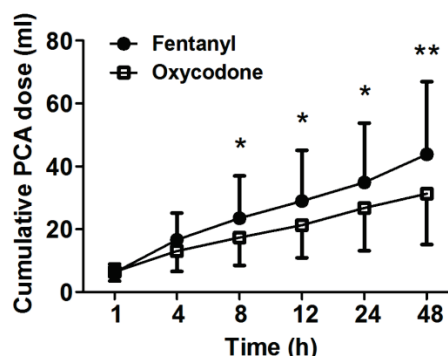 Cumulative PCA dose (ml)
80
60
40
20
0
Fentanyl
Oxycodone
*
*
*
**
1 4 8 12 24 48
Time (h)